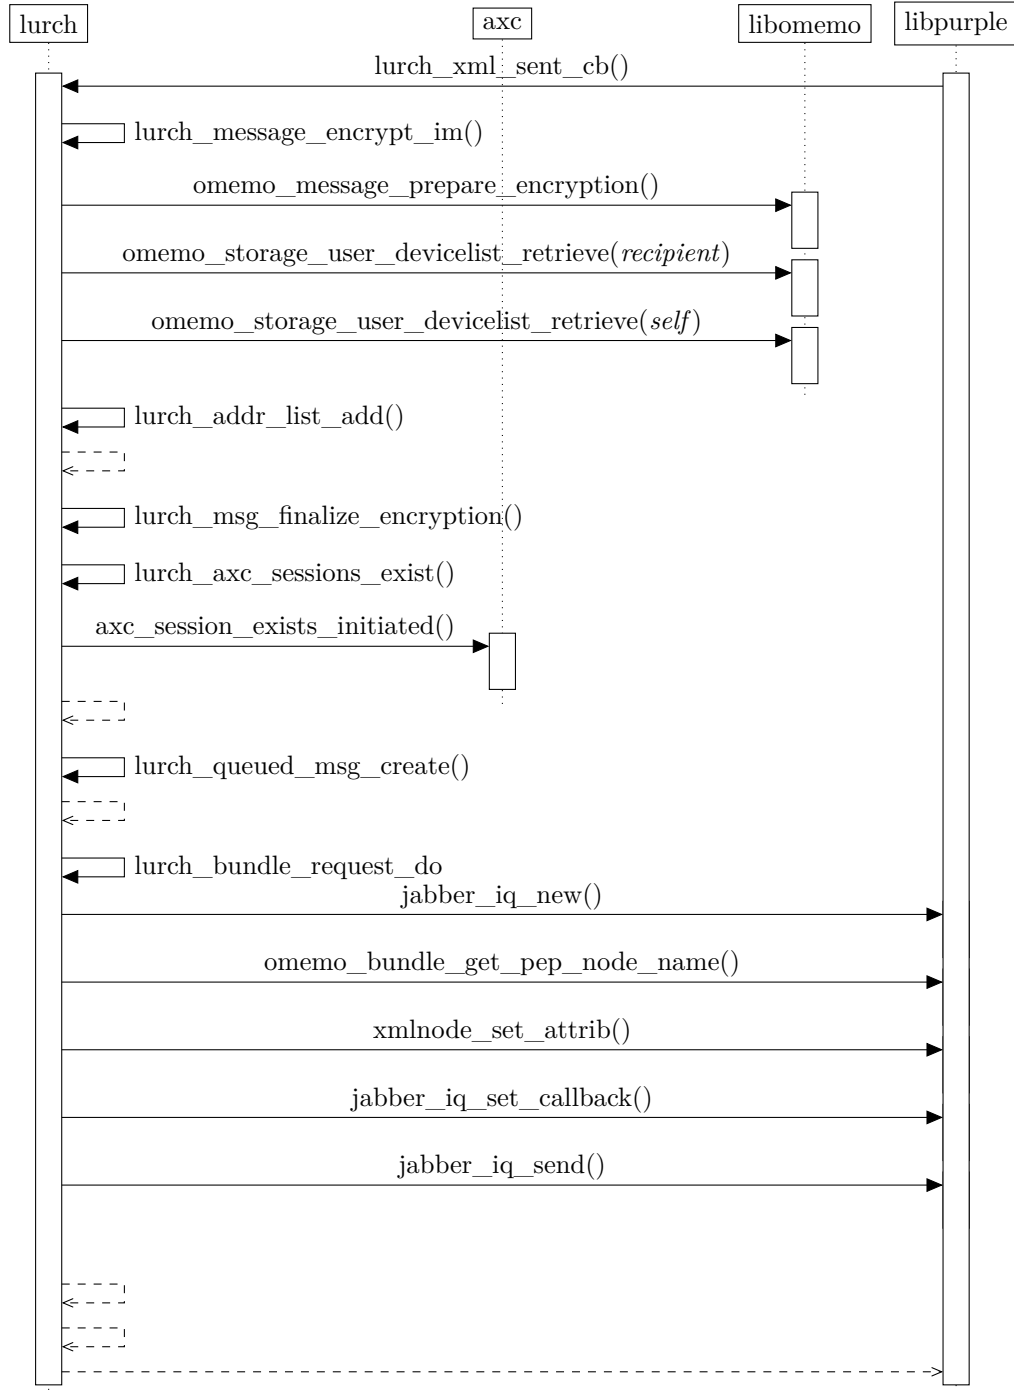 lurch
axc
libomemo
libpurple
lurch_xml_sent_cb()
lurch_message_encrypt_im()
omemo_message_prepare_encryption()
omemo_storage_user_devicelist_retrieve(recipient)
omemo_storage_user_devicelist_retrieve(self)
lurch_addr_list_add()
lurch_msg_finalize_encryption()
lurch_axc_sessions_exist()
axc_session_exists_initiated()
lurch_queued_msg_create()
lurch_bundle_request_do
jabber_iq_new()
omemo_bundle_get_pep_node_name()
xmlnode_set_attrib()
jabber_iq_set_callback()
jabber_iq_send()